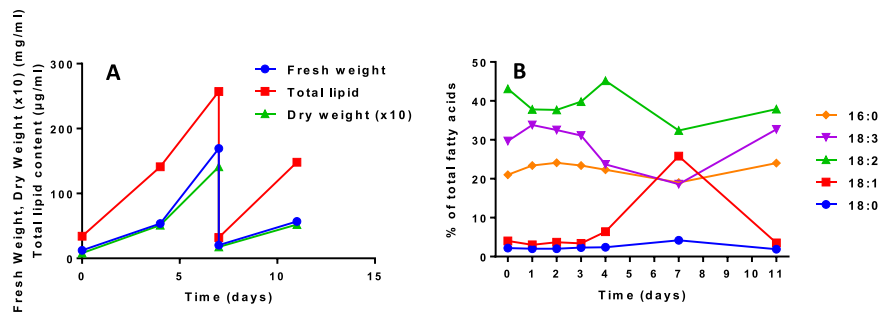 A
Fresh Weight, Dry Weight (x10) (mg/ml)
Total lipid content (µg/ml)
300
200
100
0
0 5 10 15
Time (days)
Fresh weight
Total lipid
Dry weight (x10)
B
% of total fatty acids
50
40
30
20
10
0
0 1 2 3 4 5 6 7 8 9 10 11
Time (days)
16:0
18:3
18:2
18:1
18:0